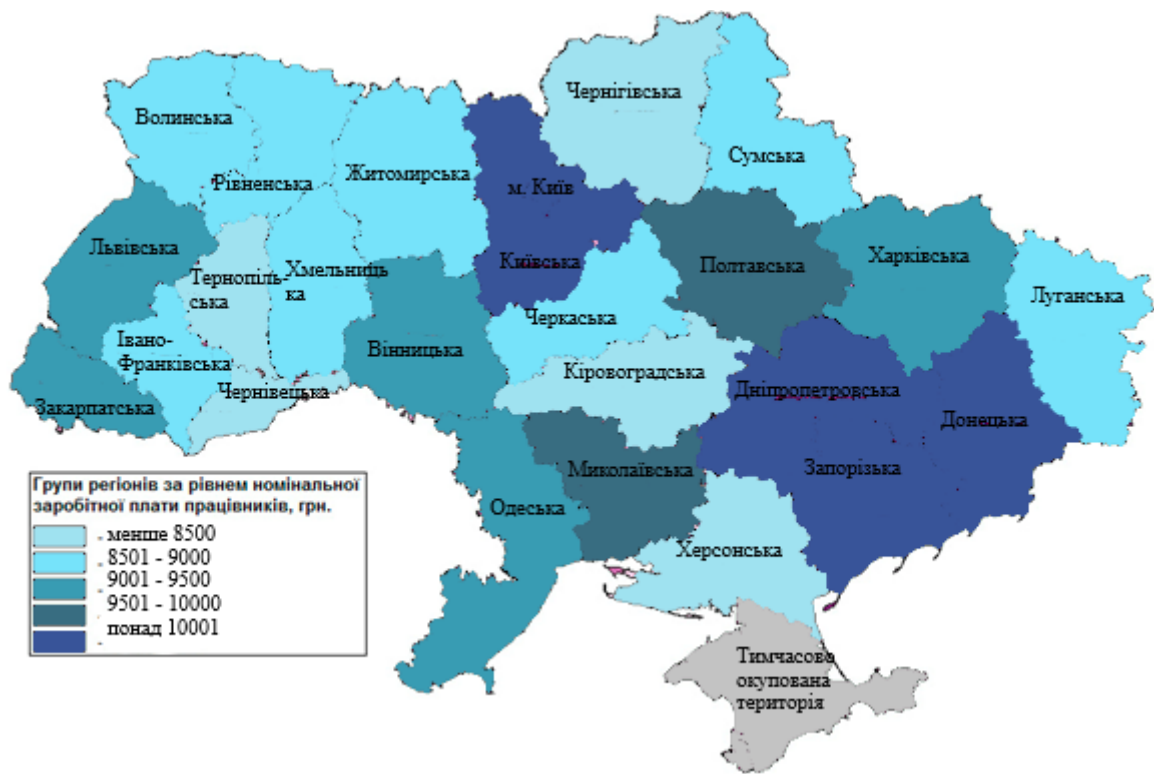 Чернігівська
Волинська
Сумська
Житомирська
Рівненська
м. Київ
Львівська
Харківська
Київська
Полтавська
Тернопіль-
ська
Хмельниць
ка
Луганська
Черкаська
Івано-
Франківська
Вінницька
Кіровоградська
Чернівецька
Дніпропетровська
Закарпатська
Донецька
Миколаївська
Запорізька
Одеська
Херсонська
Групи регіонів за рівнем номінальної
заробітної плати працівників, грн.
менше 8500
8501 - 9000
9001 - 9500
9501 - 10000
понад 10001
Тимчасово
окупована
територія